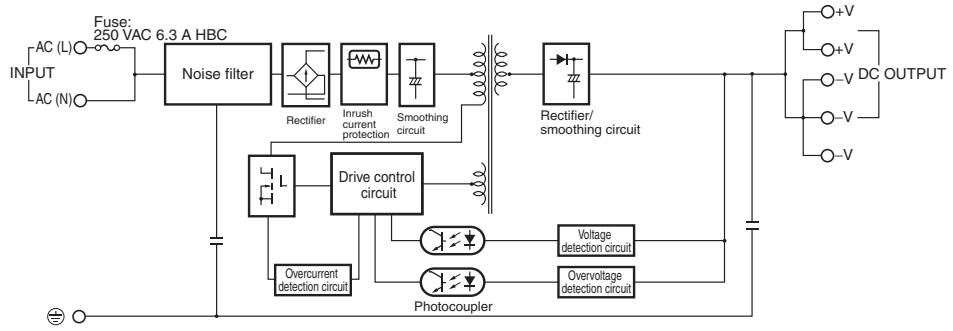 Fuse:
250 VAC 6.3 A HBC
AC (L)
INPUT
AC (N)
Noise filter
Rectifier
Inrush
current
protection
Smoothing
circuit
Rectifier/
smoothing circuit
+V
+V
−V
DC OUTPUT
−V
−V
Drive control
circuit
Overcurrent
detection circuit
Photocoupler
Voltage
detection circuit
Overvoltage
detection circuit